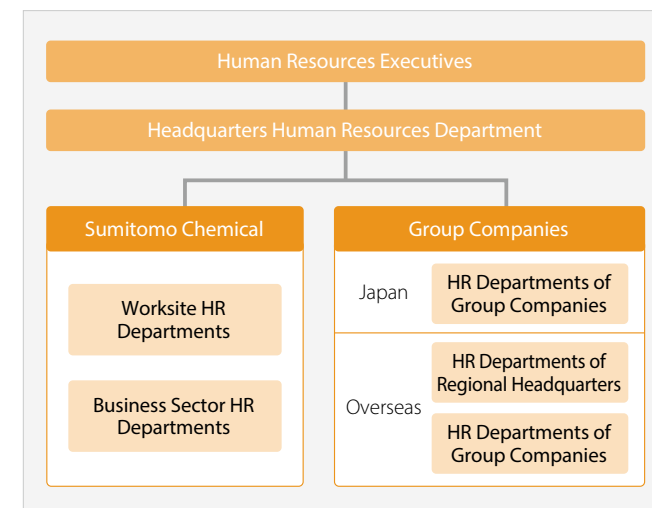 Human Resources Executives
Headquarters Human Resources Department
Sumitomo Chemical
Worksite HR
Departments
Business Sector HR
Departments
Group Companies
Japan
HR Departments of
Group Companies
Overseas
HR Departments of
Regional Headquarters
HR Departments of
Group Companies